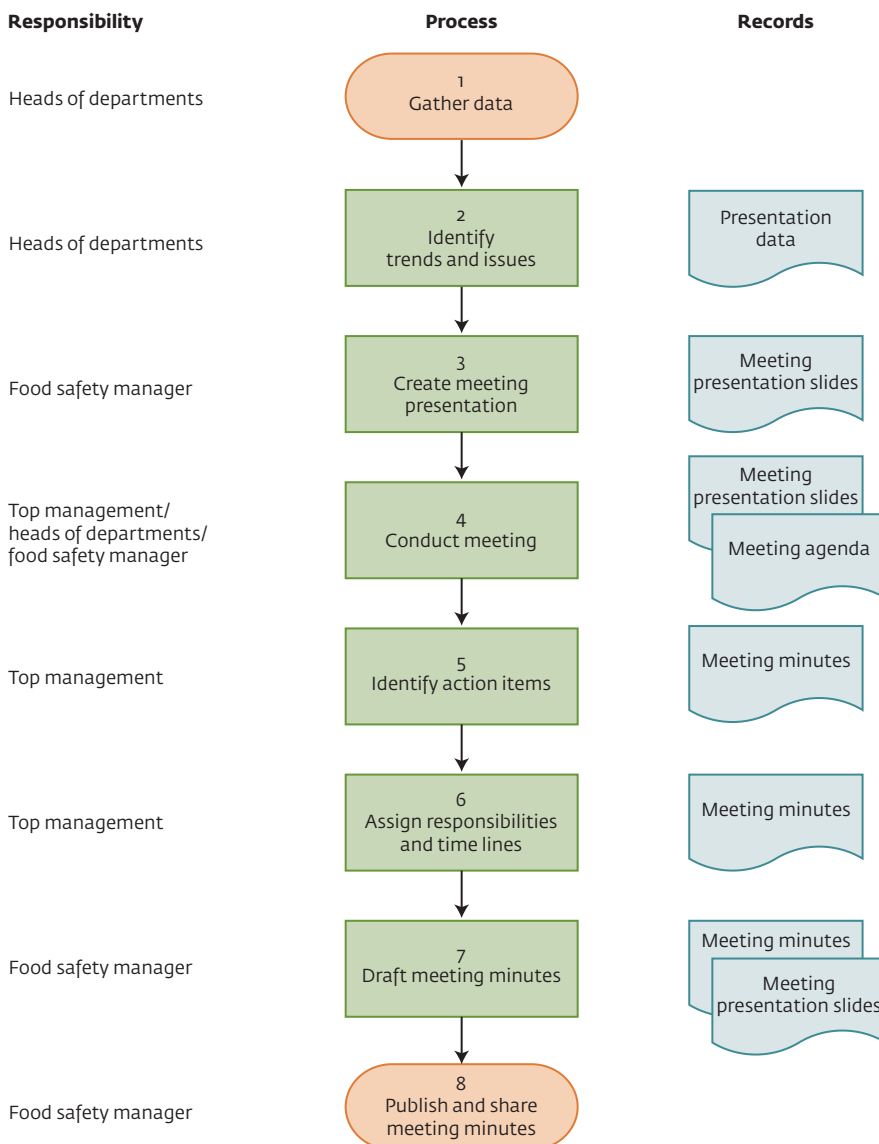 Responsibility Process Records
1
Heads of departments
Gather data
2
Heads of departments
Identify
trends and issues
Presentation
data
3
Food safety manager
Create meeting
presentation
Meeting
presentation slides
Top management/
heads of departments/
food safety manager
4
Conduct meeting
Meeting
presentation slides
Meeting agenda
Top management
5
Identify action items
Meeting minutes
Top management
6
Assign responsibilities
and time lines
Meeting minutes
Food safety manager
7
Draft meeting minutes
Meeting minutes
Meeting
presentation slides
Food safety manager
8
Publish and share
meeting minutes